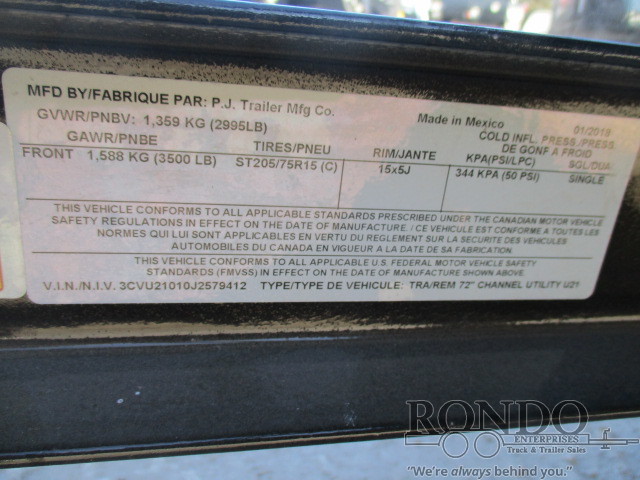 MFD BY/FABRIQUE PAR: P.J. Trailer Mfg Co.
Made in Mexico
01/2018
GVWR/PNBV: 1,359 KG (2995LB)
COLD INFL. PRESS./PRESS.
DE GONF A FROID
GAWR/PNBE TIRES/PNEU RIM/JANTE KPA(PSI/LPC) SGL/DUAL
FRONT 1,588 KG (3500 LB) ST205/75R15 (C) 15x5J 344 KPA (50 PSI) SINGLE
THIS VEHICLE CONFORMS TO ALL APPLICABLE STANDARDS PRESCRIBED UNDER THE CANADIAN MOTOR VEHICLE
SAFETY REGULATIONS IN EFFECT ON THE DATE OF MANUFACTURE. / CE VEHICULE EST CONFORME A TOUTES LES
NORMES QUI LUI SONT APPLICABLES EN VERTU DU REGLEMENT SUR LA SECURITE DES VEHICULES
AUTOMOBILES DU CANADA EN VIGUEUR A LA DATE DE SA FABRICATION
THIS VEHICLE CONFORMS TO ALL APPLICABLE U.S. FEDERAL MOTOR VEHICLE SAFETY
STANDARDS (FMVSS) IN EFFECT ON THE DATE OF MANUFACTURE SHOWN ABOVE.
V.I.N./N.I.V. 3CVU21010J2579412 TYPE/TYPE DE VEHICULE: TRA/REM 72" CHANNEL UTILITY U21
RONDO
ENTERPRISES
Truck & Trailer Sales
"We're always behind you."